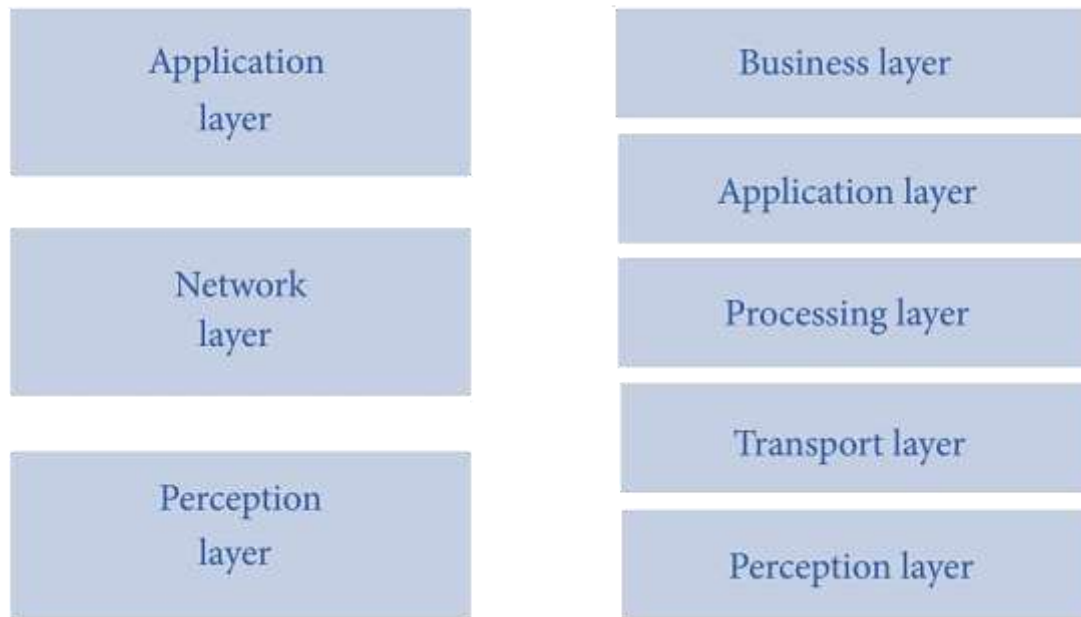 Application
layer
Network
layer
Perception
layer
Business layer
Application layer
Processing layer
Transport layer
Perception layer